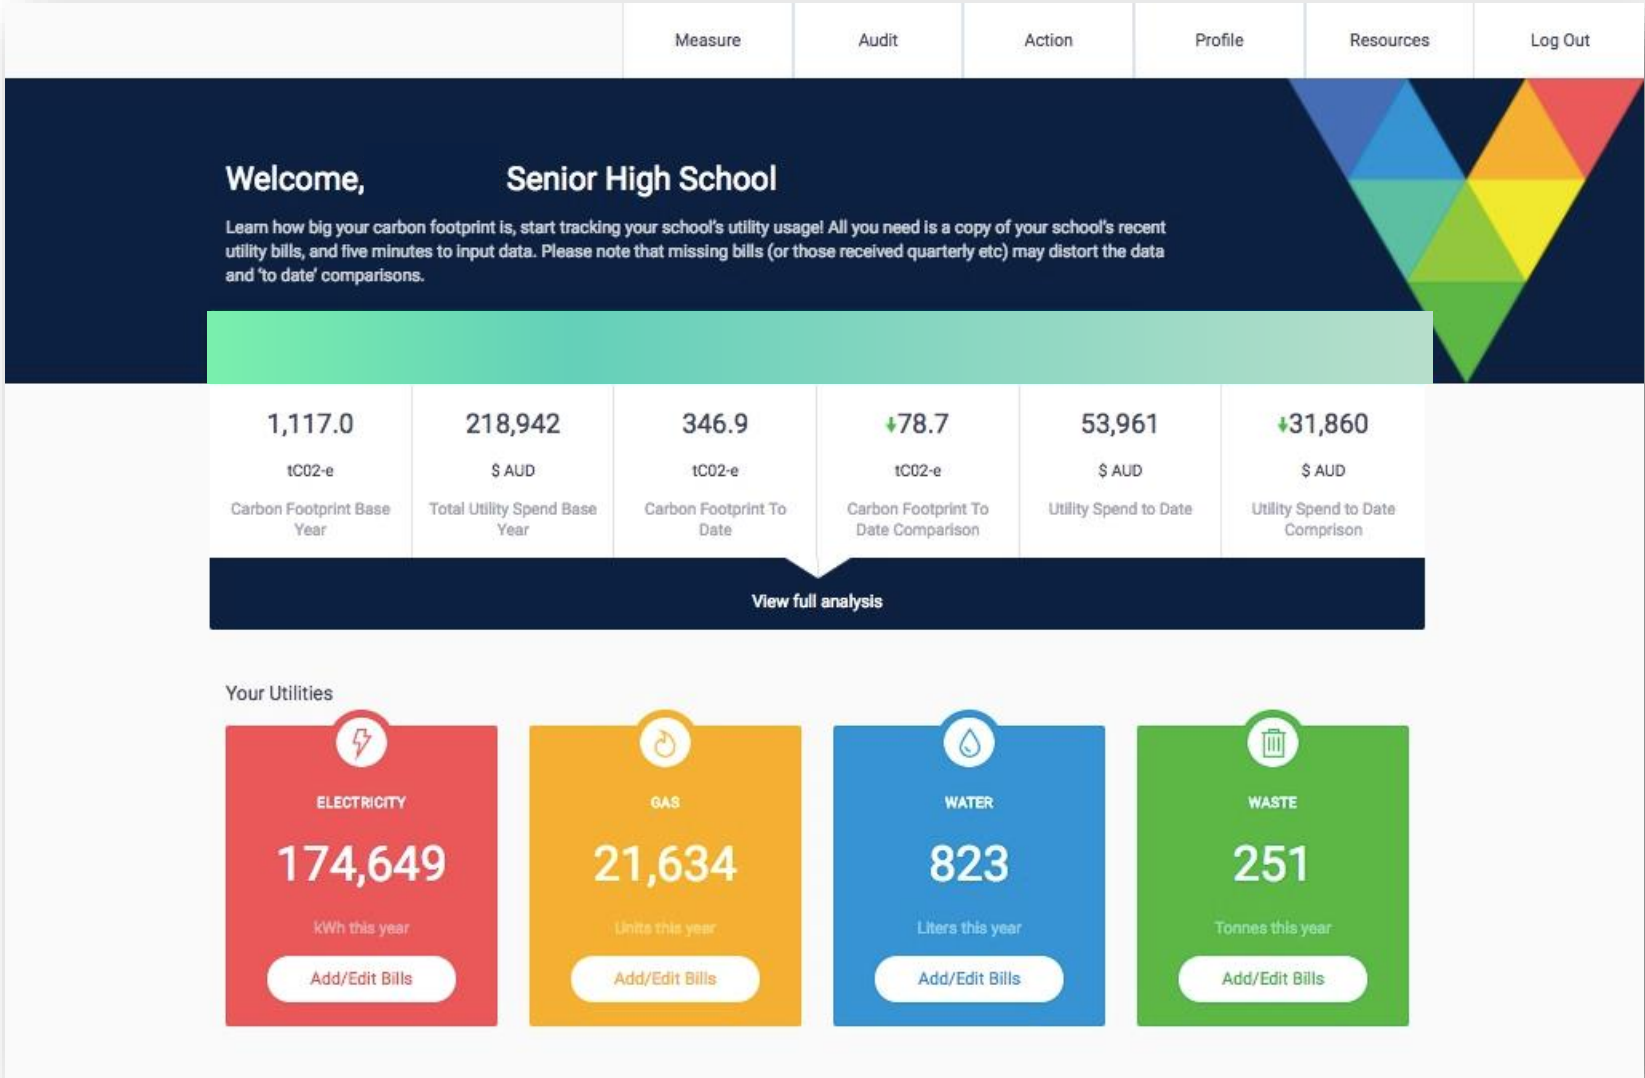 Measure
Audit
Action
Profile
Resources
Log Out
Welcome, Senior High School
Learn how big your carbon footprint is, start tracking your school's utility usage! All you need is a copy of your school's recent
utility bills, and five minutes to input data. Please note that missing bills (or those received quarterly etc) may distort the data
and 'to date' comparisons.
1,117.0
tC02-e
Carbon Footprint Base
Year
218,942
$ AUD
Total Utility Spend Base
Year
346.9
tC02-e
Carbon Footprint To
Date
78.7
tC02-e
Carbon Footprint To
Date Comparison
53,961
$ AUD
Utility Spend to Date
31,860
$ AUD
Utility Spend to Date
Comprison
View full analysis
Your Utilities
ELECTRICITY
174,649
kWh this year
Add/Edit Bills
GAS
21,634
Units this year
Add/Edit Bills
WATER
823
Liters this year
Add/Edit Bills
WASTE
251
Tonnes this year
Add/Edit Bills